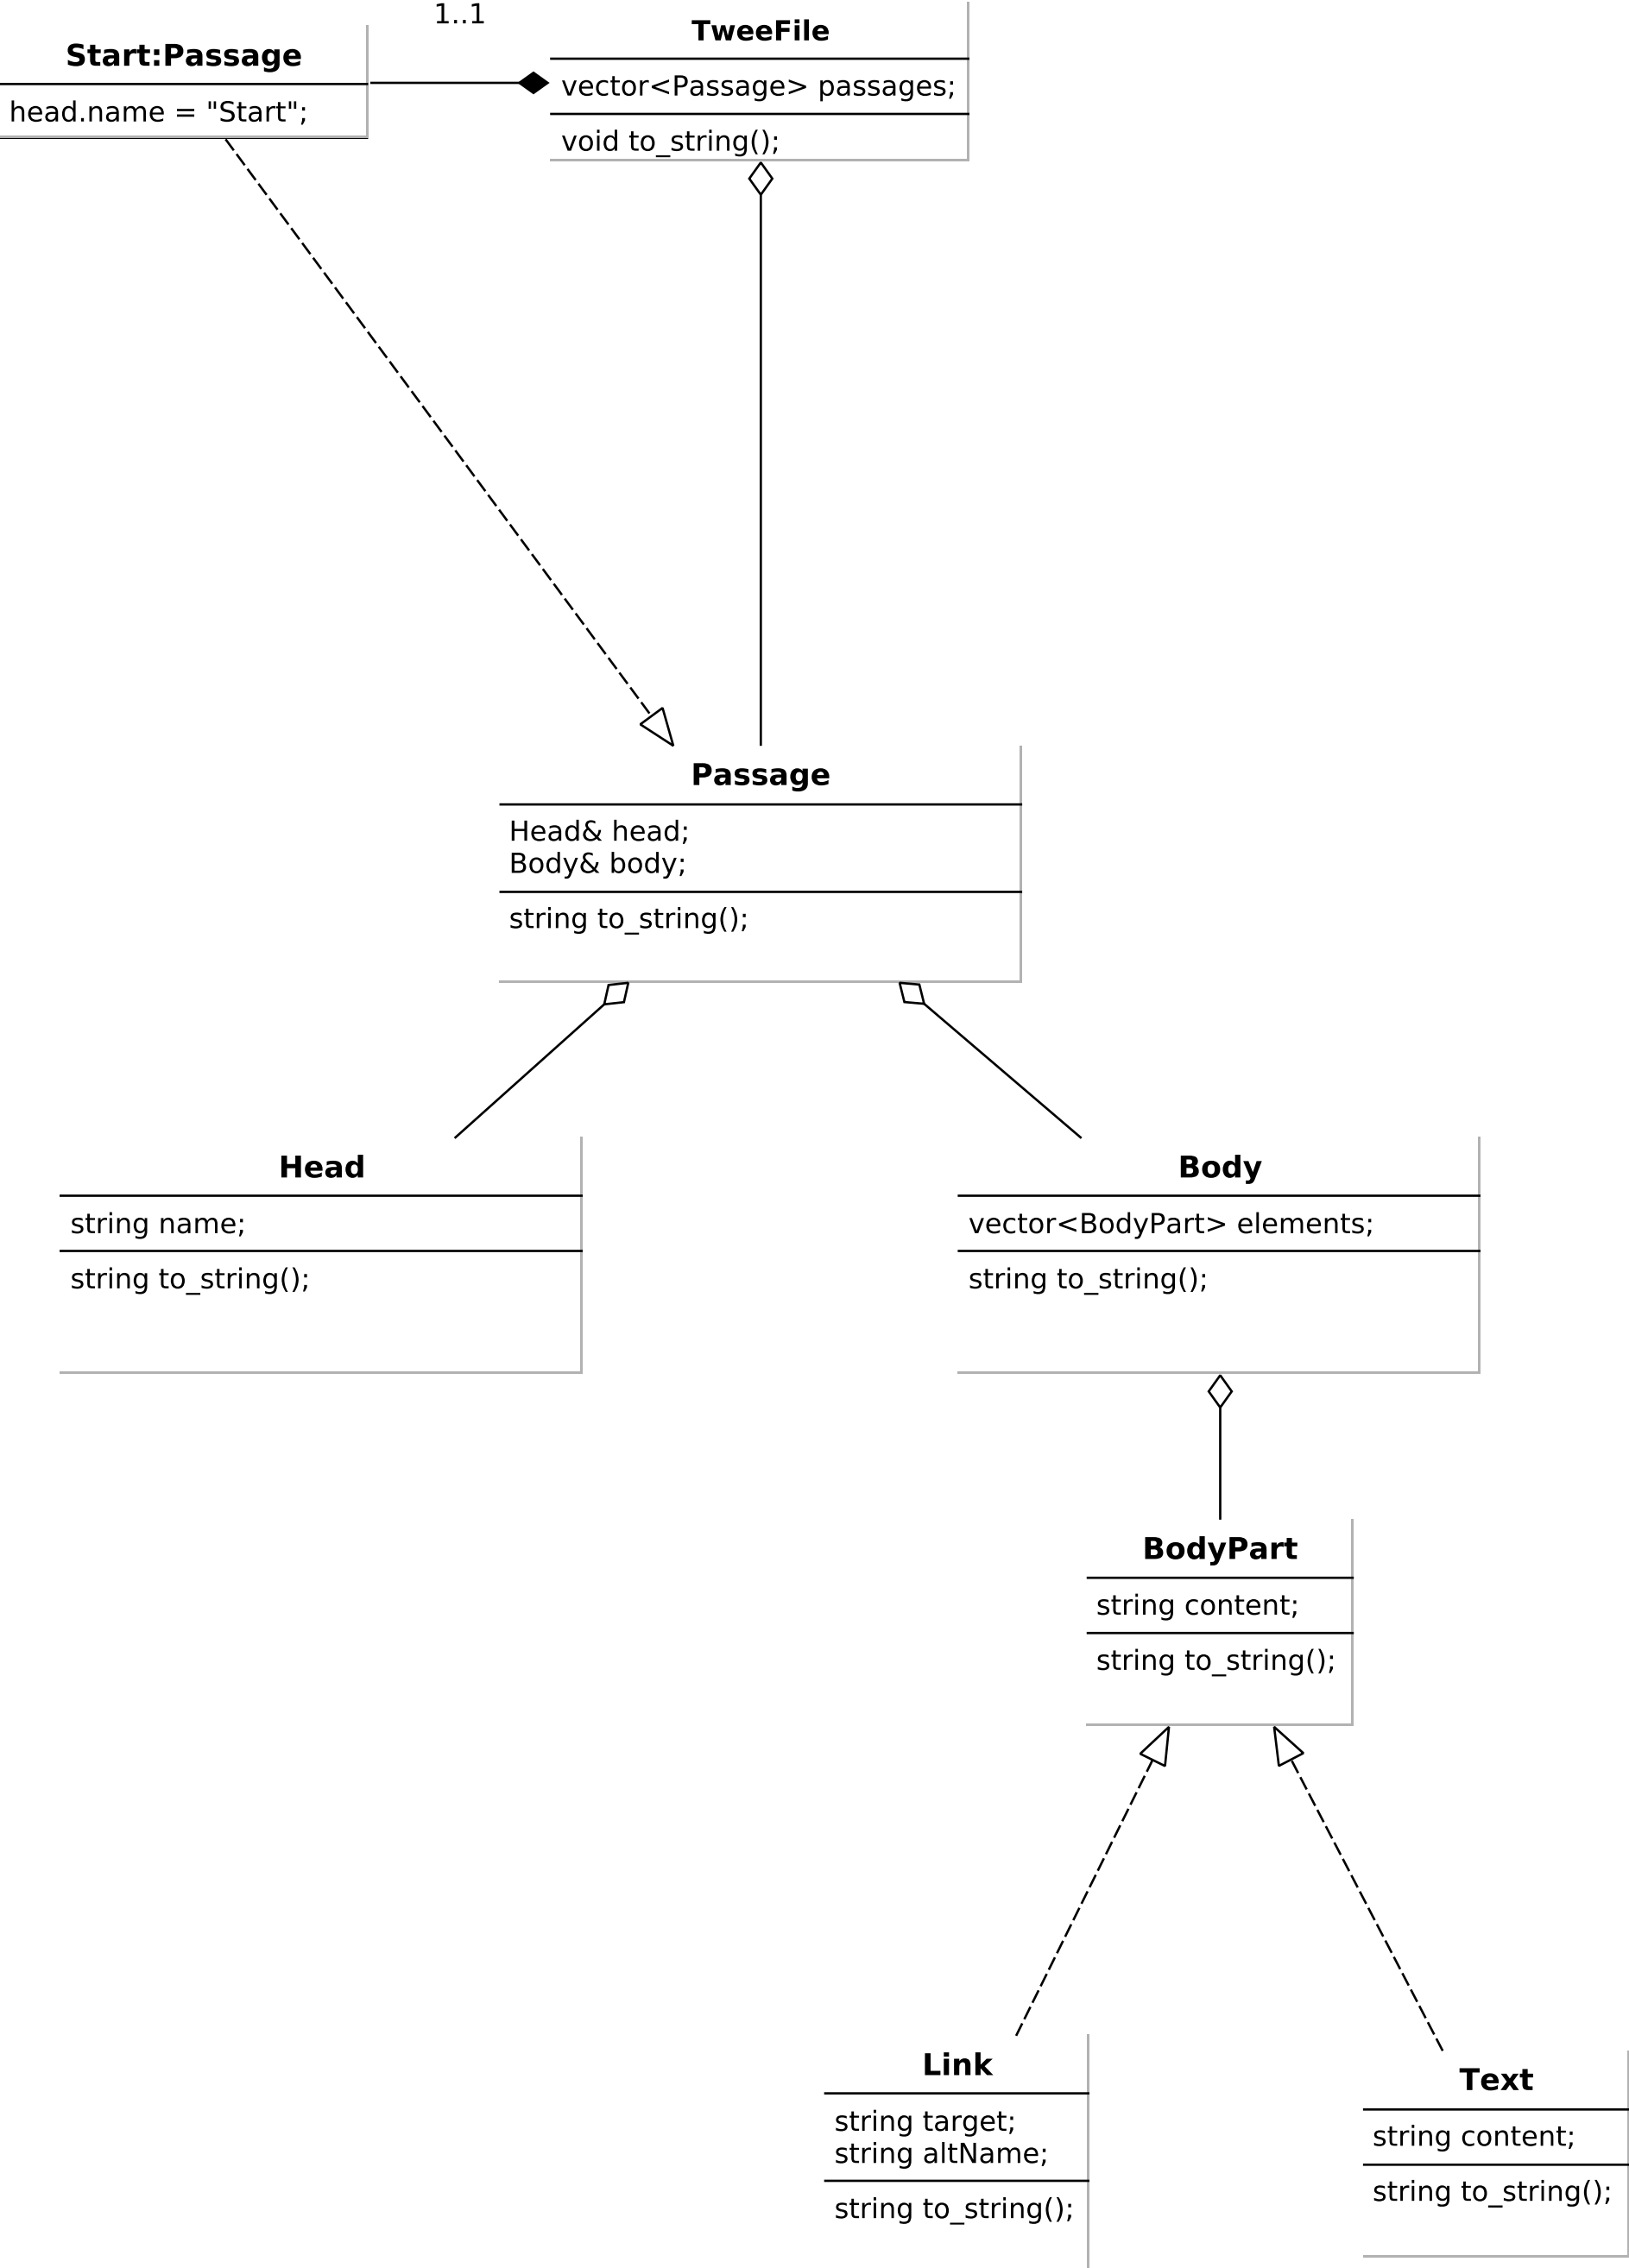 1..1
Start:Passage
head.name = "Start";
TweeFile
vector<Passage> passages;
void to_string();
Passage
Head& head;
Body& body;
string to_string();
Head
string name;
string to_string();
Body
vector<BodyPart> elements;
string to_string();
BodyPart
string content;
string to_string();
Link
string target;
string altName;
string to_string();
Text
string content;
string to_string();